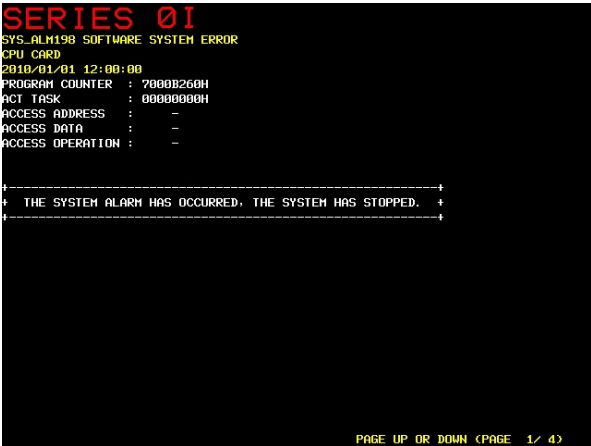 SERIES 0I
SYS_ALM198 SOFTWARE SYSTEM ERROR
CPU CARD
2010/01/01 12:00:00
PROGRAM COUNTER : 7000B260H
ACT TASK : 00000000H
ACCESS ADDRESS : -
ACCESS DATA : -
ACCESS OPERATION : -
+----------------------------------------------------------+
+ THE SYSTEM ALARM HAS OCCURRED, THE SYSTEM HAS STOPPED. +
+----------------------------------------------------------+
PAGE UP OR DOWN (PAGE 1/ 4)